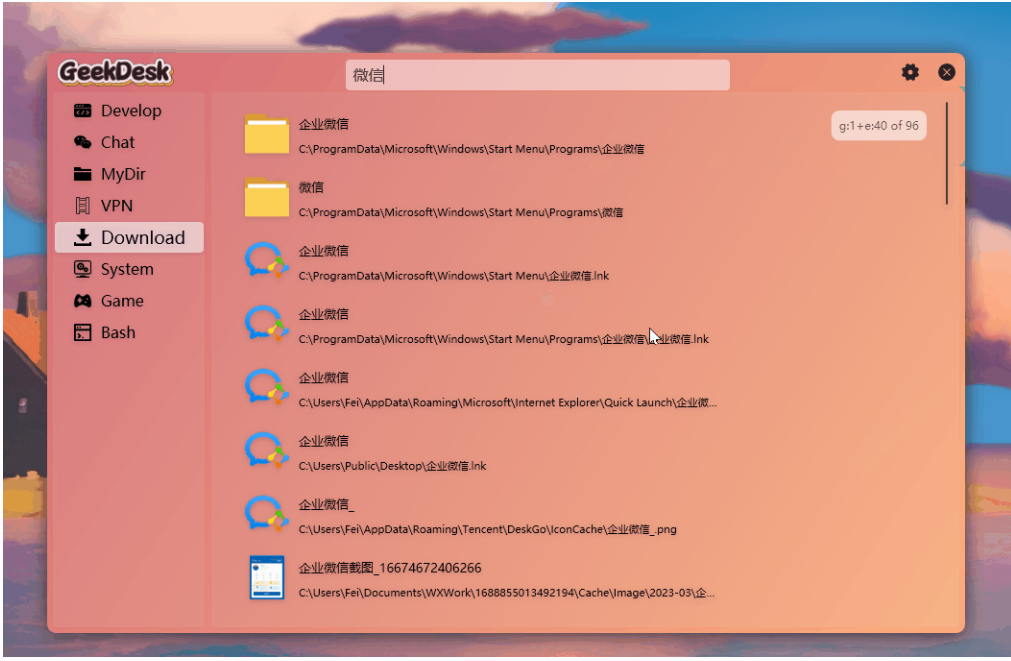 GeekDesk
微信
Develop
Chat
MyDir
VPN
Download
System
Game
Bash
g:1+e:40 of 96
企业微信
C:\ProgramData\Microsoft\Windows\Start Menu\Programs\企业微信
微信
C:\ProgramData\Microsoft\Windows\Start Menu\Programs\微信
企业微信
C:\ProgramData\Microsoft\Windows\Start Menu\企业微信.lnk
企业微信
C:\ProgramData\Microsoft\Windows\Start Menu\Programs\企业微信\企业微信.lnk
企业微信
C:\Users\Fei\AppData\Roaming\Microsoft\Internet Explorer\Quick Launch\企业微...
企业微信
C:\Users\Public\Desktop\企业微信.lnk
企业微信_
C:\Users\Fei\AppData\Roaming\Tencent\DeskGo\IconCache\企业微信_.png
企业微信截图_16674672406266
C:\Users\Fei\Documents\WXWork\1688855013492194\Cache\Image\2023-03\企...